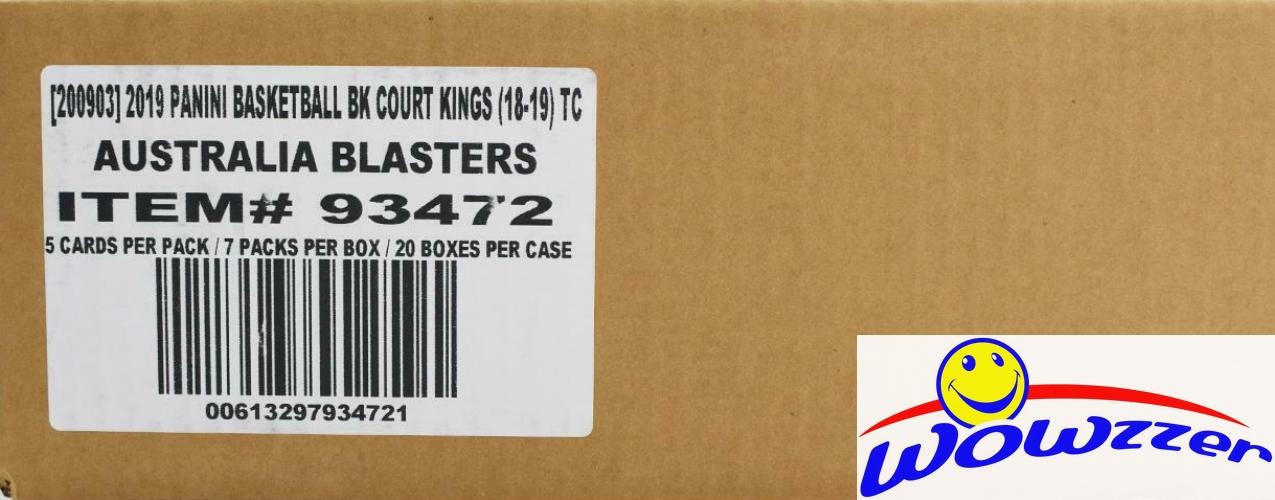 [200903] 2019 PANINI BASKETBALL BK COURT KINGS (18-19) TC
AUSTRALIA BLASTERS
ITEM# 93472
5 CARDS PER PACK / 7 PACKS PER BOX / 20 BOXES PER CASE
00613297934721
wowzzer